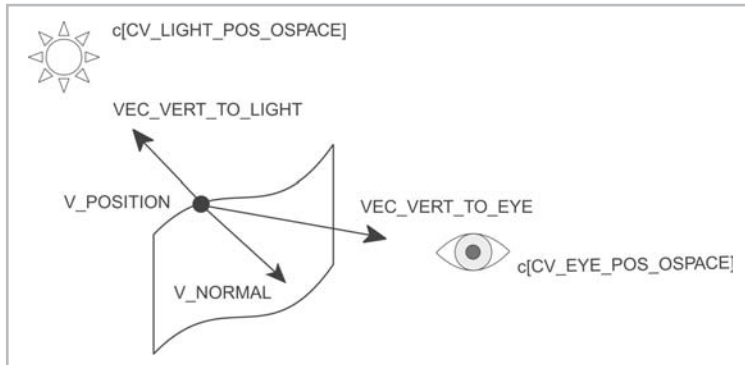 c[CV_LIGHT_POS_OSPACE]
VEC_VERT_TO_LIGHT
V_POSITION
VEC_VERT_TO_EYE
c[CV_EYE_POS_OSPACE]
V_NORMAL